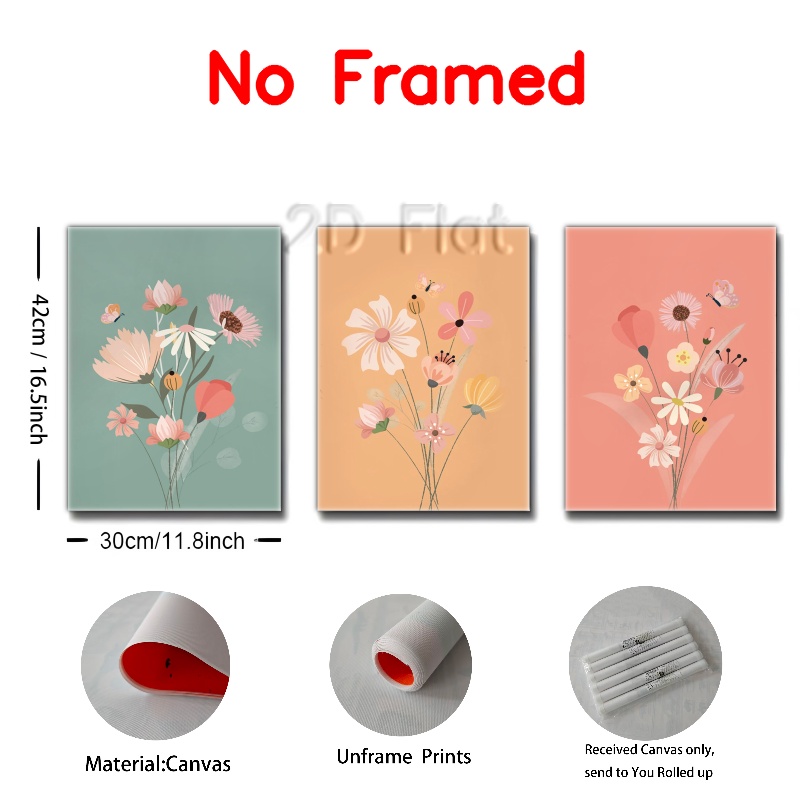 No Framed
2D Flat
42cm / 16.5inch
30cm/11.8inch
Material:Canvas
Unframe Prints
Received Canvas only,
send to You Rolled up